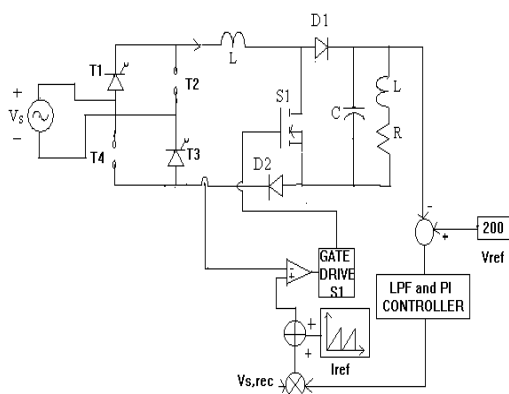 D1
T1
L
T2
S1
C
L
R
+
Vs
-
T4
T3
D2
-
+
200
Vref
GATE
DRIVE
S1
LPF and PI
CONTROLLER
-
+
+
+
Iref
Vs,rec